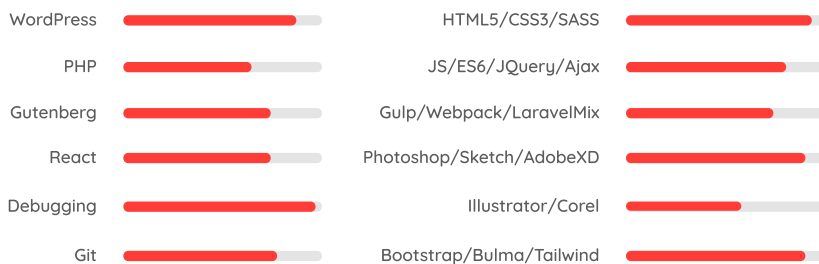 WordPress
PHP
Gutenberg
React
Debugging
Git
HTML5/CSS3/SASS
JS/ES6/JQuery/Ajax
Gulp/Webpack/LaravelMix
Photoshop/Sketch/AdobeXD
Illustrator/Corel
Bootstrap/Bulma/Tailwind